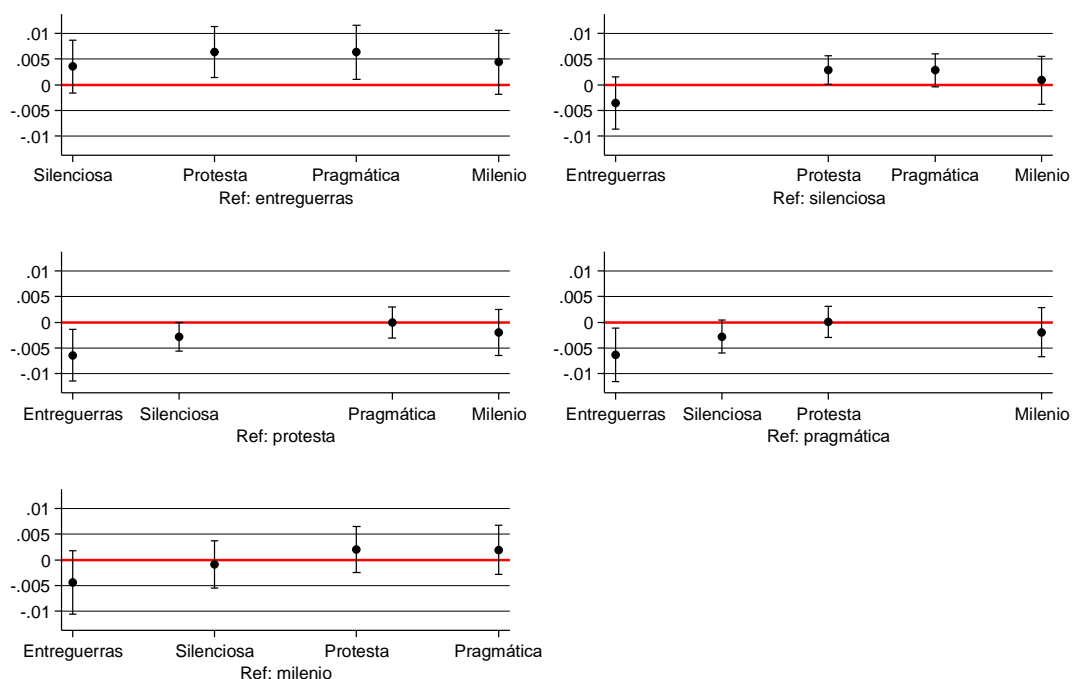 .01
.005
0
-.005
-.01
Silenciosa Protesta Pragmática Milenio
Ref: entreguerras
.01
.005
0
-.005
-.01
Entreguerras Protesta Pragmática Milenio
Ref: silenciosa
.01
.005
0
-.005
-.01
Entreguerras Silenciosa Pragmática Milenio
Ref: protesta
.01
.005
0
-.005
-.01
Entreguerras Silenciosa Protesta Milenio
Ref: pragmática
.01
.005
0
-.005
-.01
Entreguerras Silenciosa Protesta Pragmática
Ref: milenio